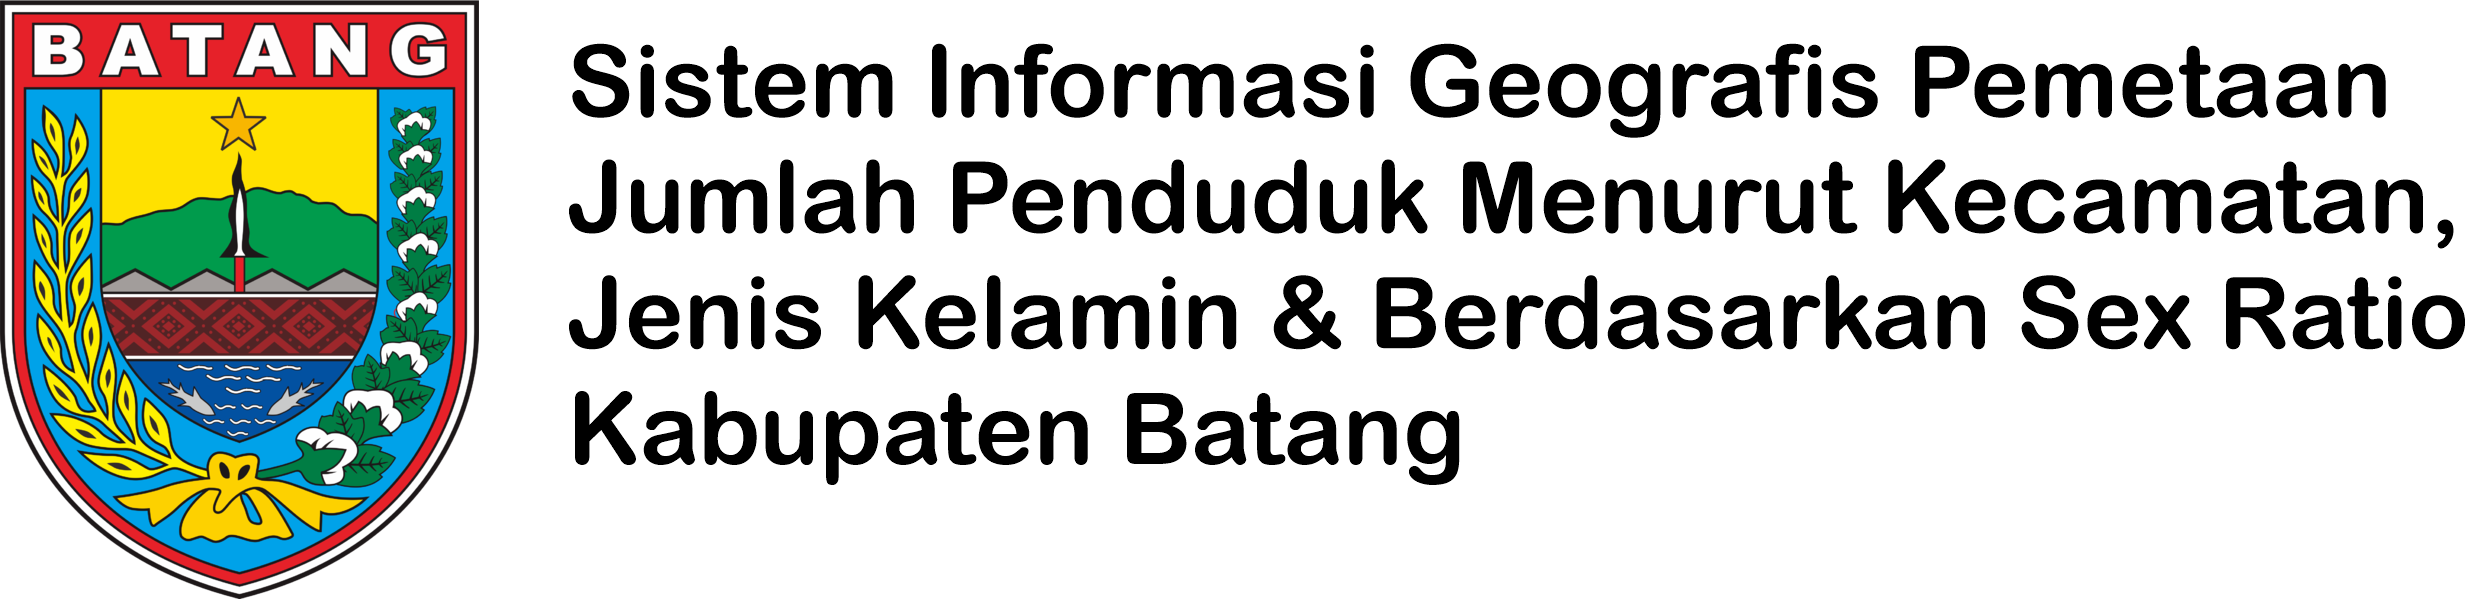 BATANG
Sistem Informasi Geografis Pemetaan
Jumlah Penduduk Menurut Kecamatan,
Jenis Kelamin & Berdasarkan Sex Ratio
Kabupaten Batang